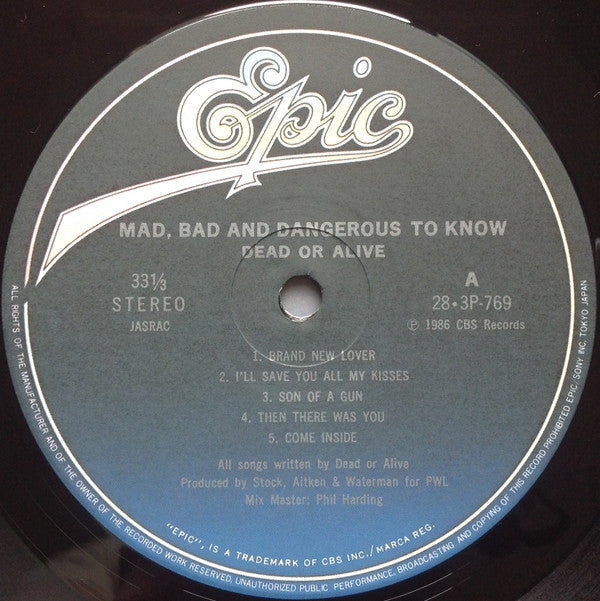 Epic
MAD, BAD AND DANGEROUS TO KNOW
DEAD OR ALIVE
33⅓
STEREO
JASRAC
A
28・3P-769
Ⓟ 1986 CBS Records
1. BRAND NEW LOVER
2. I'LL SAVE YOU ALL MY KISSES
3. SON OF A GUN
4. THEN THERE WAS YOU
5. COME INSIDE
All songs written by Dead or Alive
Produced by Stock, Aitken & Waterman for PWL
Mix Master: Phil Harding
"EPIC", IS A TRADEMARK OF CBS INC./MARCA REG.
ALL RIGHTS OF THE MANUFACTURER AND OF THE OWNER OF THE RECORDED WORK RESERVED, UNAUTHORIZED PUBLIC PERFORMANCE, BROADCASTING AND COPYING OF THIS RECORD PROHIBITED EPIC/SONY INC. TOKYO JAPAN